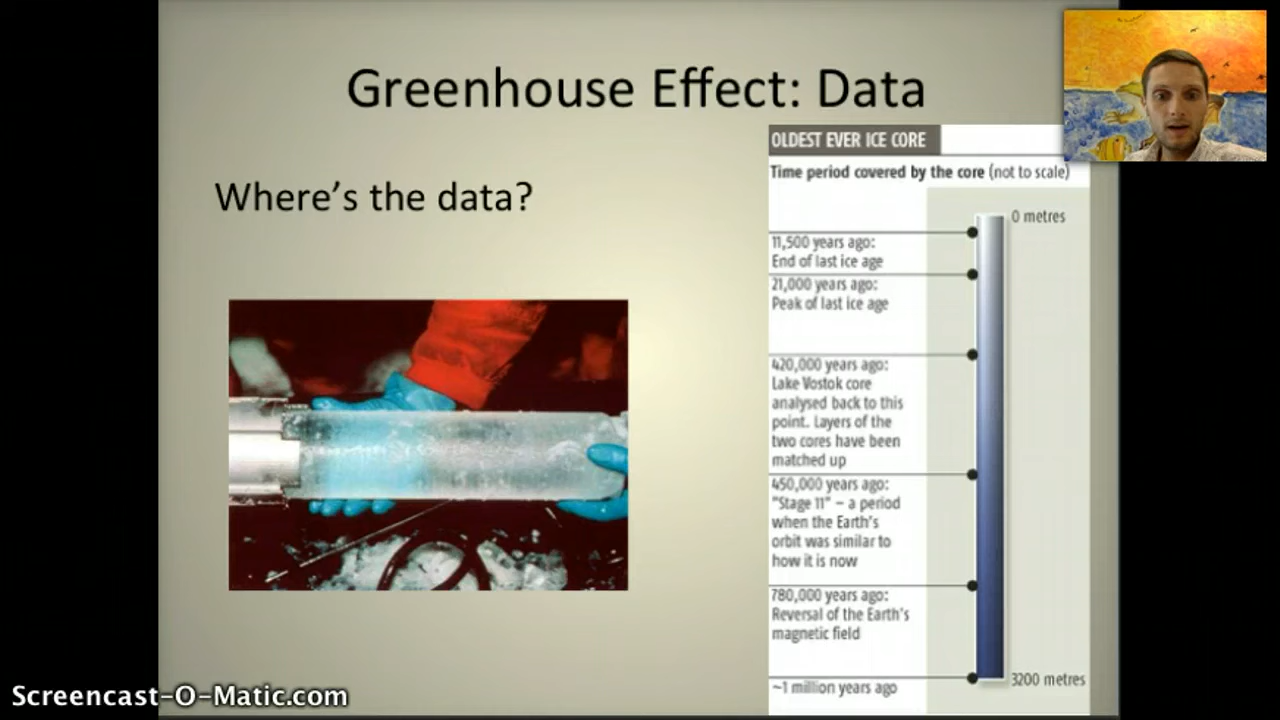 Greenhouse Effect: Data
Where's the data?
OLDEST EVER ICE CORE
Time period covered by the core (not to scale)
0 metres
11,500 years ago:
End of last ice age
21,000 years ago:
Peak of last ice age
420,000 years ago:
Lake Vostok core
analysed back to this
point. Layers of the
two cores have been
matched up
450,000 years ago:
"Stage 11" – a period
when the Earth's
orbit was similar to
how it is now
780,000 years ago:
Reversal of the Earth's
magnetic field
~1 million years ago
3200 metres
Screencast-O-Matic.com